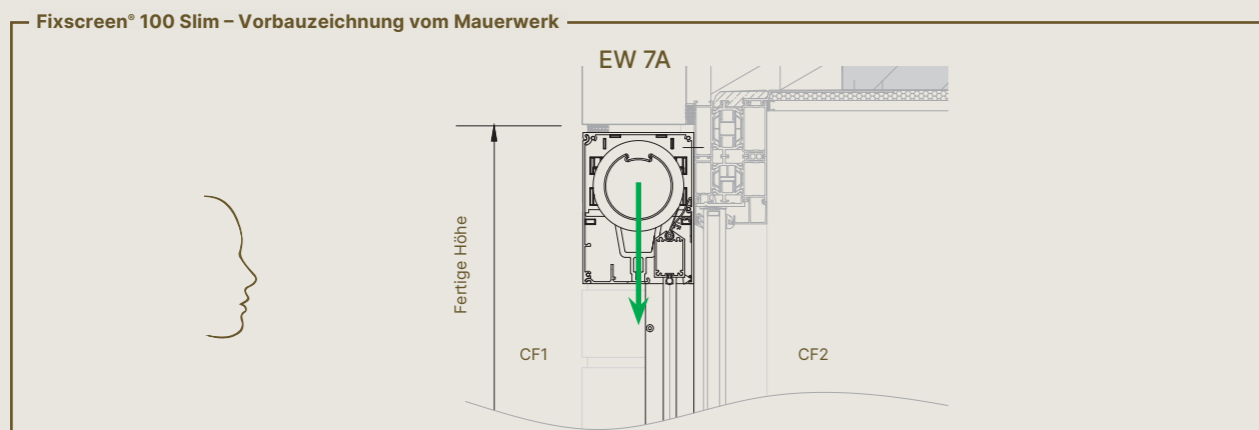 Fixscreen® 100 Slim – Vorbauzeichnung vom Mauerwerk
EW 7A
Fertige Höhe
CF1
CF2